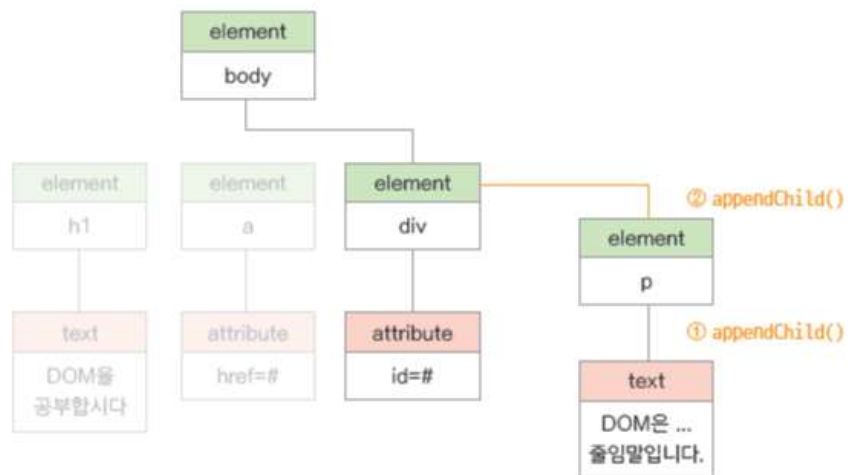 element
body
element
h1
element
a
element
div
② appendChild()
element
p
text
DOM을
공부합시다
attribute
href=#
attribute
id=#
① appendChild()
text
DOM은 ...
줄임말입니다.